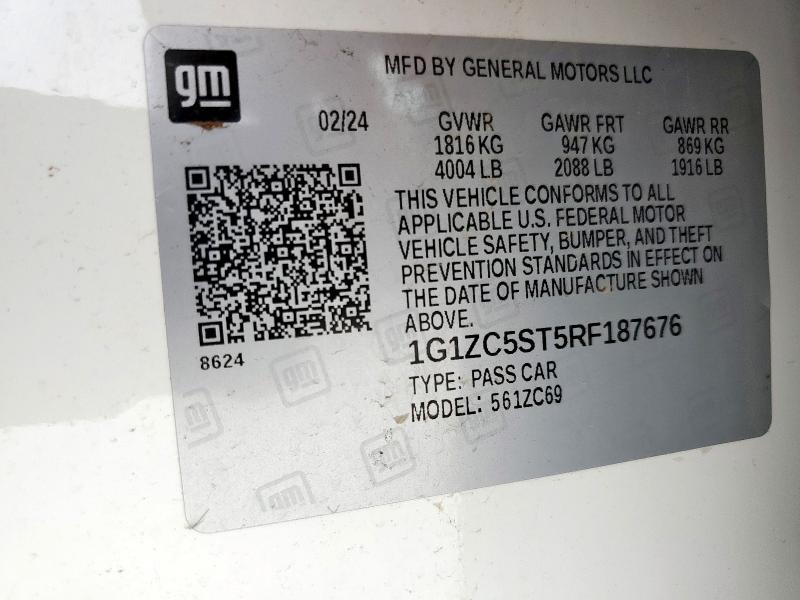 gm
MFD BY GENERAL MOTORS LLC
02/24
GVWR GAWR FRT GAWR RR
1816 KG 947 KG 869 KG
4004 LB 2088 LB 1916 LB
THIS VEHICLE CONFORMS TO ALL
APPLICABLE U.S. FEDERAL MOTOR
VEHICLE SAFETY, BUMPER, AND THEFT
PREVENTION STANDARDS IN EFFECT ON
THE DATE OF MANUFACTURE SHOWN
ABOVE.
8624
1G1ZC5ST5RF187676
TYPE: PASS CAR
MODEL: 561ZC69